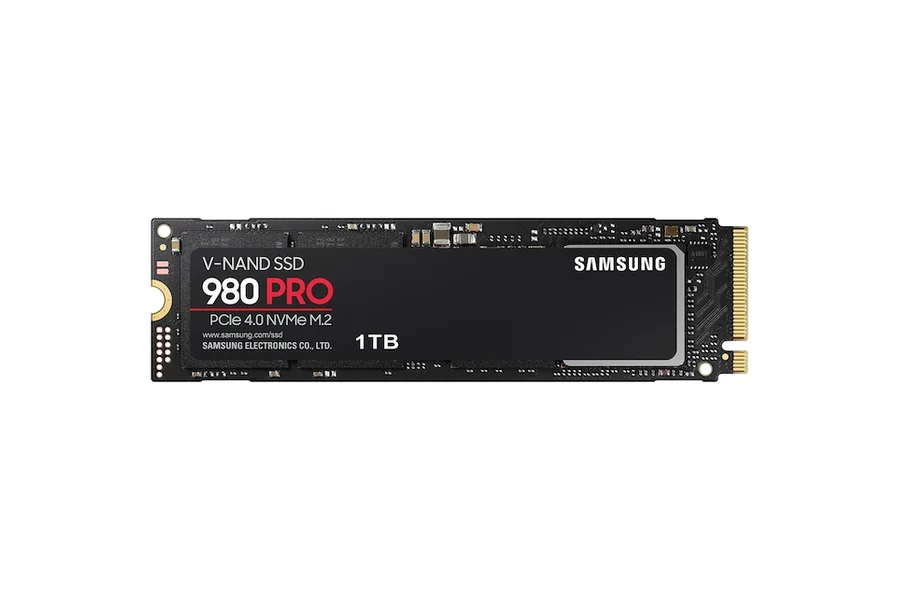 V-NAND SSD
980 PRO
PCIe 4.0 NVMe M.2
www.samsung.com/ssd
SAMSUNG ELECTRONICS CO., LTD.
1TB
SAMSUNG